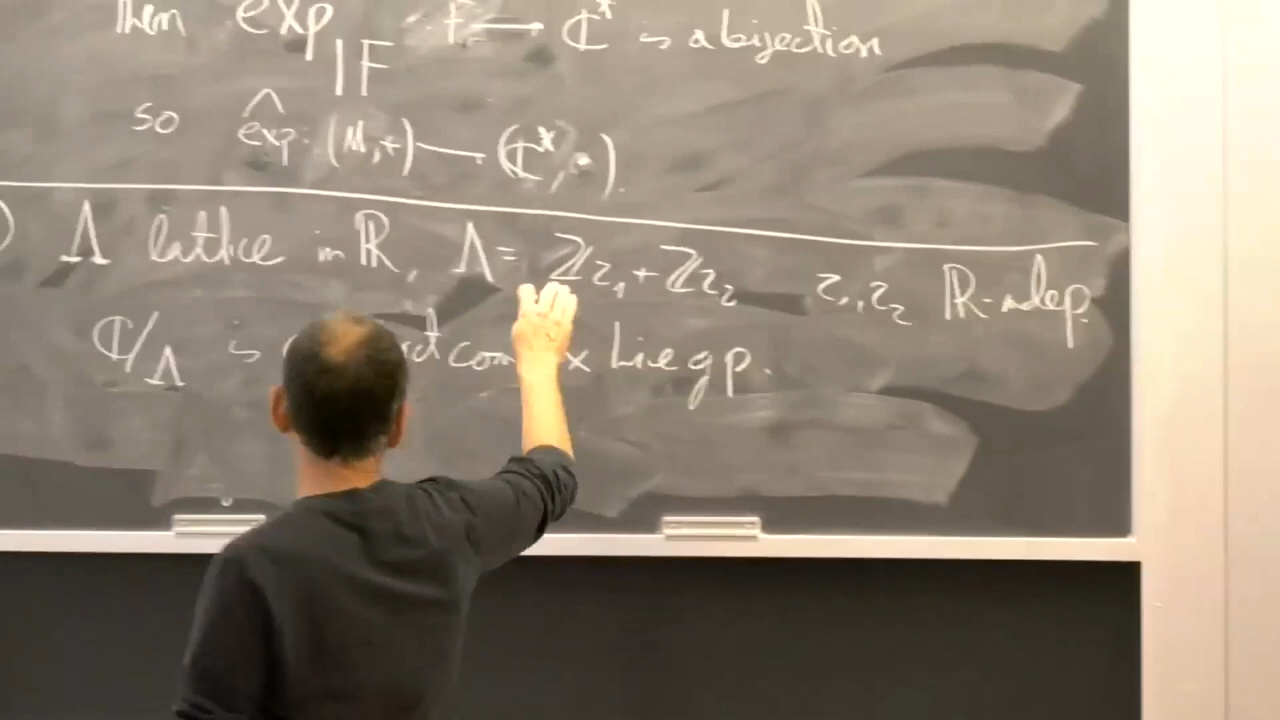 Then exp|F F → ℂ* is a bijection
so exp̂: (M,+) → (ℂ*, ·).
) Λ lattice in ℝ, Λ = ℤz₁ + ℤz₂ z₁, z₂ ℝ-indep.
ℂ/Λ is Lie gp.